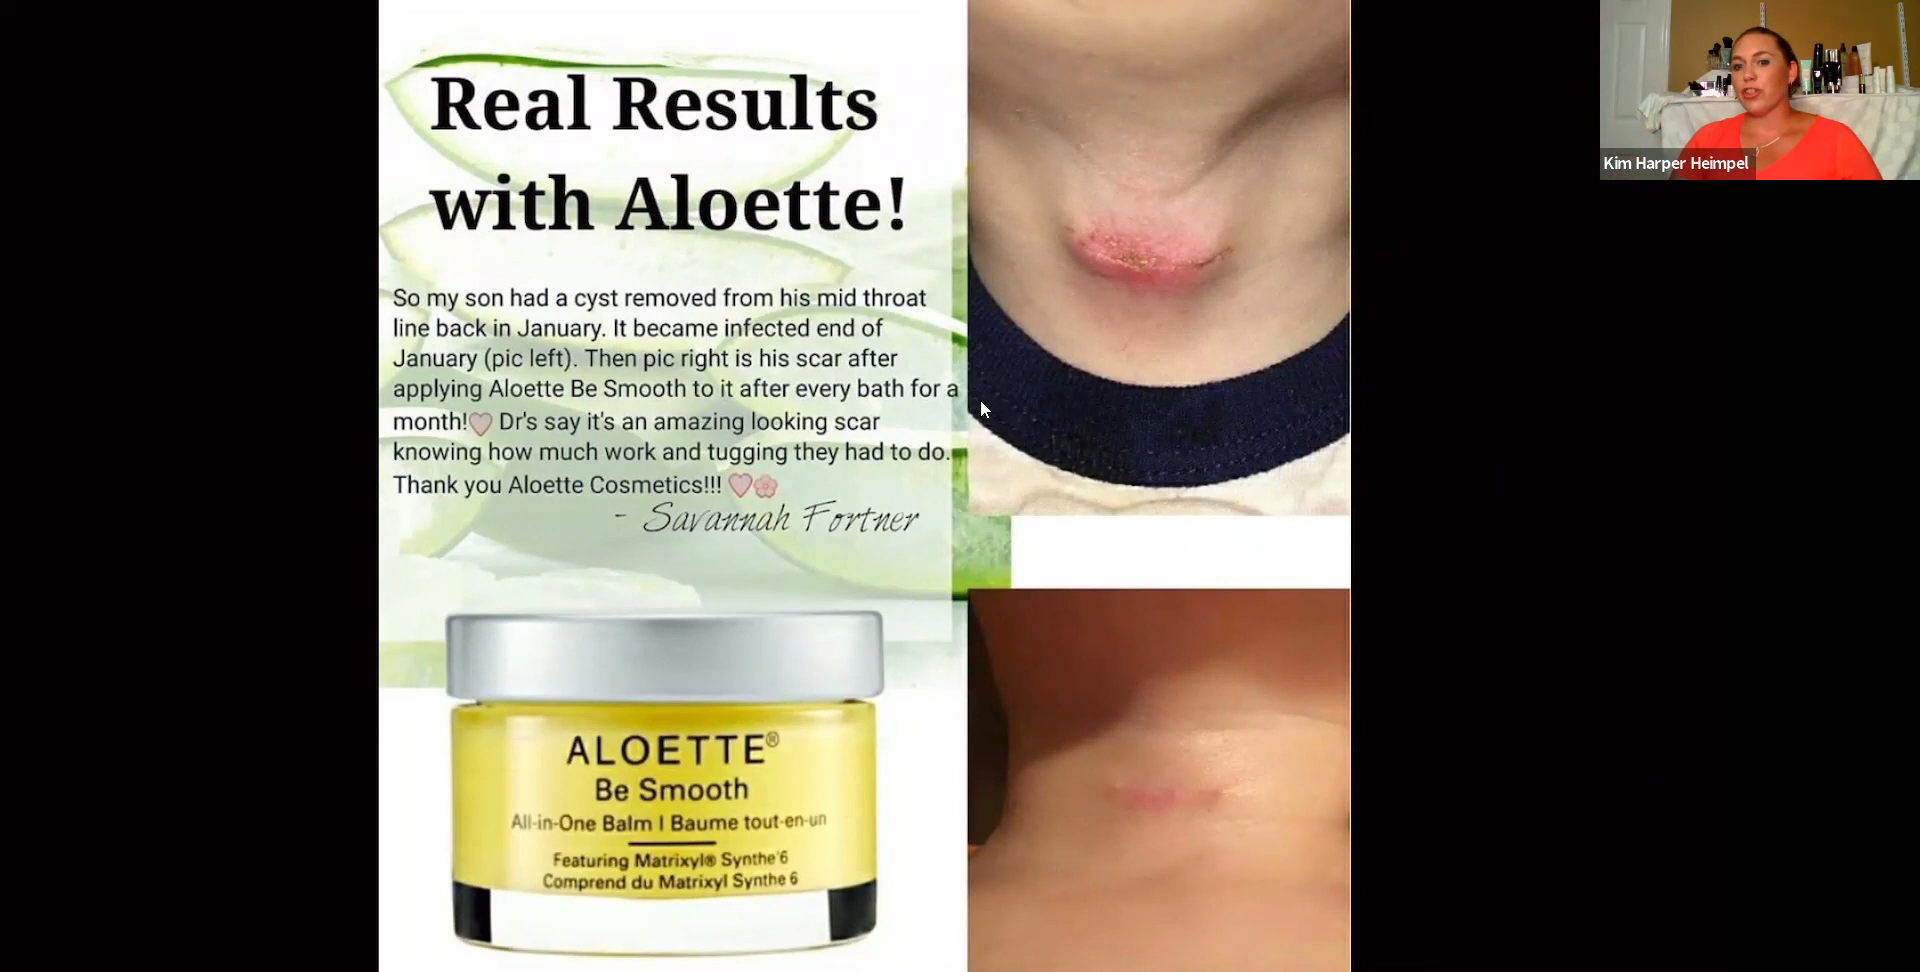 Real Results
with Aloette!
So my son had a cyst removed from his mid throat
line back in January. It became infected end of
January (pic left). Then pic right is his scar after
applying Aloette Be Smooth to it after every bath for a
month!🩷 Dr's say it's an amazing looking scar
knowing how much work and tugging they had to do.
Thank you Aloette Cosmetics!!! 🩷🌸
- Savannah Fortner
ALOETTE®
Be Smooth
All-in-One Balm | Baume tout-en-un
Featuring Matrixyl® Synthe'6
Comprend du Matrixyl Synthe 6
Kim Harper Heimpel